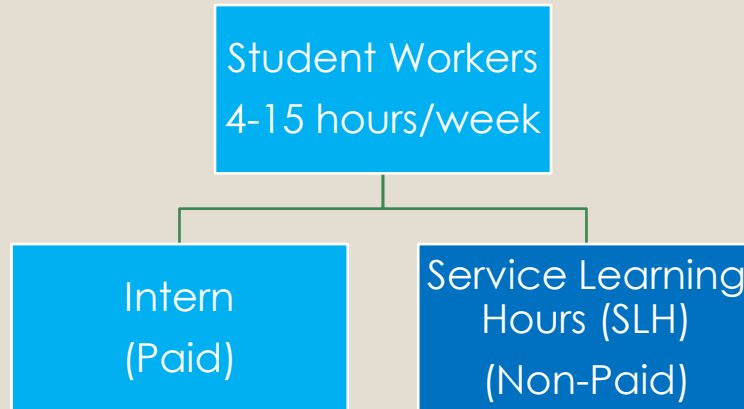 Student Workers
4-15 hours/week
Intern
(Paid)
Service Learning
Hours (SLH)
(Non-Paid)